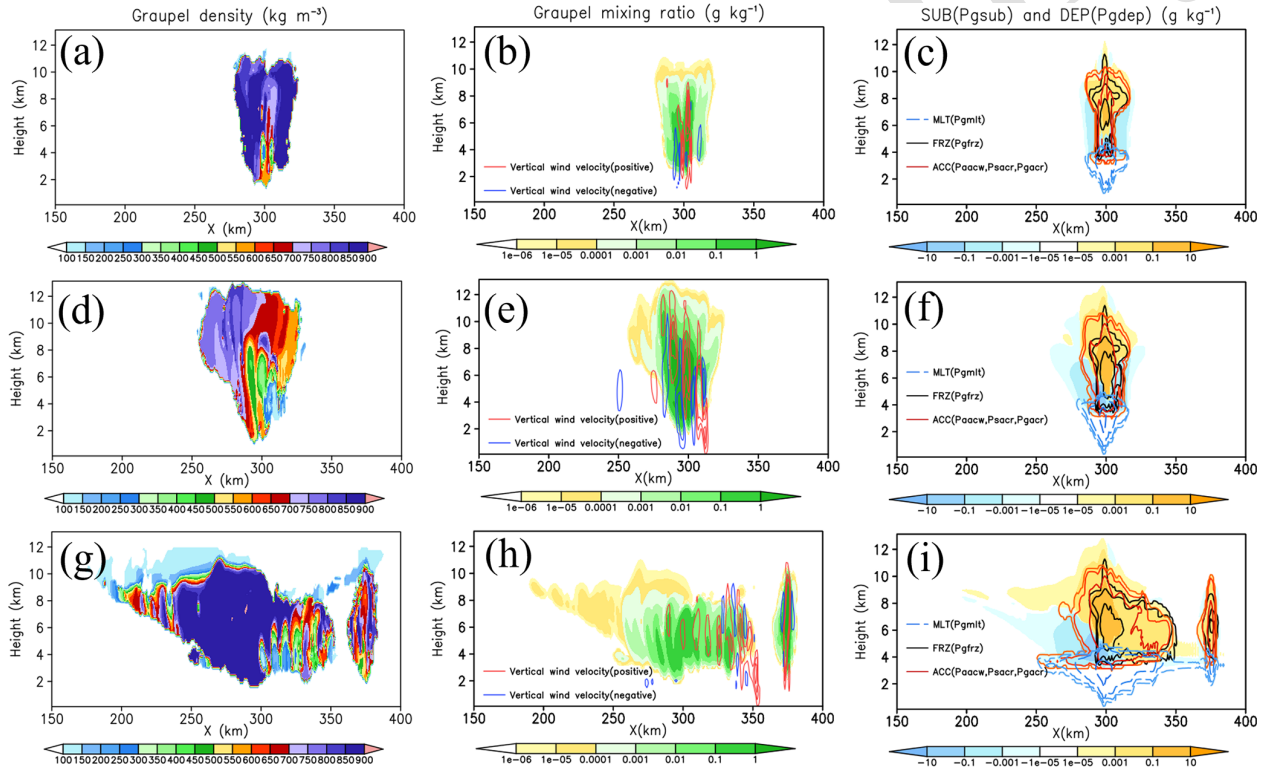 Graupel density (kg m⁻³)
Graupel mixing ratio (g kg⁻¹)
SUB(Pgsub) and DEP(Pgdep) (g kg⁻¹)
(a)
Height (km)
12
10
8
6
4
2
150 200 250 300 350 400
X (km)
100 150 200 250 300 350 400 450 500 550 600 650 700 750 800 850 900
(b)
Height (km)
12
10
8
6
4
2
Vertical wind velocity(positive)
Vertical wind velocity(negative)
150 200 250 300 350 400
X(km)
1e-06 1e-05 0.0001 0.001 0.01 0.1 1
(c)
Height (km)
12
10
8
6
4
2
MLT(Pgmlt)
FRZ(Pgfrz)
ACC(Paacw,Psacr,Pgacr)
150 200 250 300 350 400
X(km)
-10 -0.1 -0.001 -1e-05 1e-05 0.001 0.1 10
(d)
Height (km)
12
10
8
6
4
2
150 200 250 300 350 400
X (km)
100 150 200 250 300 350 400 450 500 550 600 650 700 750 800 850 900
(e)
Height (km)
12
10
8
6
4
2
Vertical wind velocity(positive)
Vertical wind velocity(negative)
150 200 250 300 350 400
X(km)
1e-06 1e-05 0.0001 0.001 0.01 0.1 1
(f)
Height (km)
12
10
8
6
4
2
MLT(Pgmlt)
FRZ(Pgfrz)
ACC(Paacw,Psacr,Pgacr)
150 200 250 300 350 400
X(km)
-10 -0.1 -0.001 -1e-05 1e-05 0.001 0.1 10
(g)
Height (km)
12
10
8
6
4
2
150 200 250 300 350 400
X (km)
100 150 200 250 300 350 400 450 500 550 600 650 700 750 800 850 900
(h)
Height (km)
12
10
8
6
4
2
Vertical wind velocity(positive)
Vertical wind velocity(negative)
150 200 250 300 350 400
X(km)
1e-06 1e-05 0.0001 0.001 0.01 0.1 1
(i)
Height (km)
12
10
8
6
4
2
MLT(Pgmlt)
FRZ(Pgfrz)
ACC(Paacw,Psacr,Pgacr)
150 200 250 300 350 400
X(km)
-10 -0.1 -0.001 -1e-05 1e-05 0.001 0.1 10